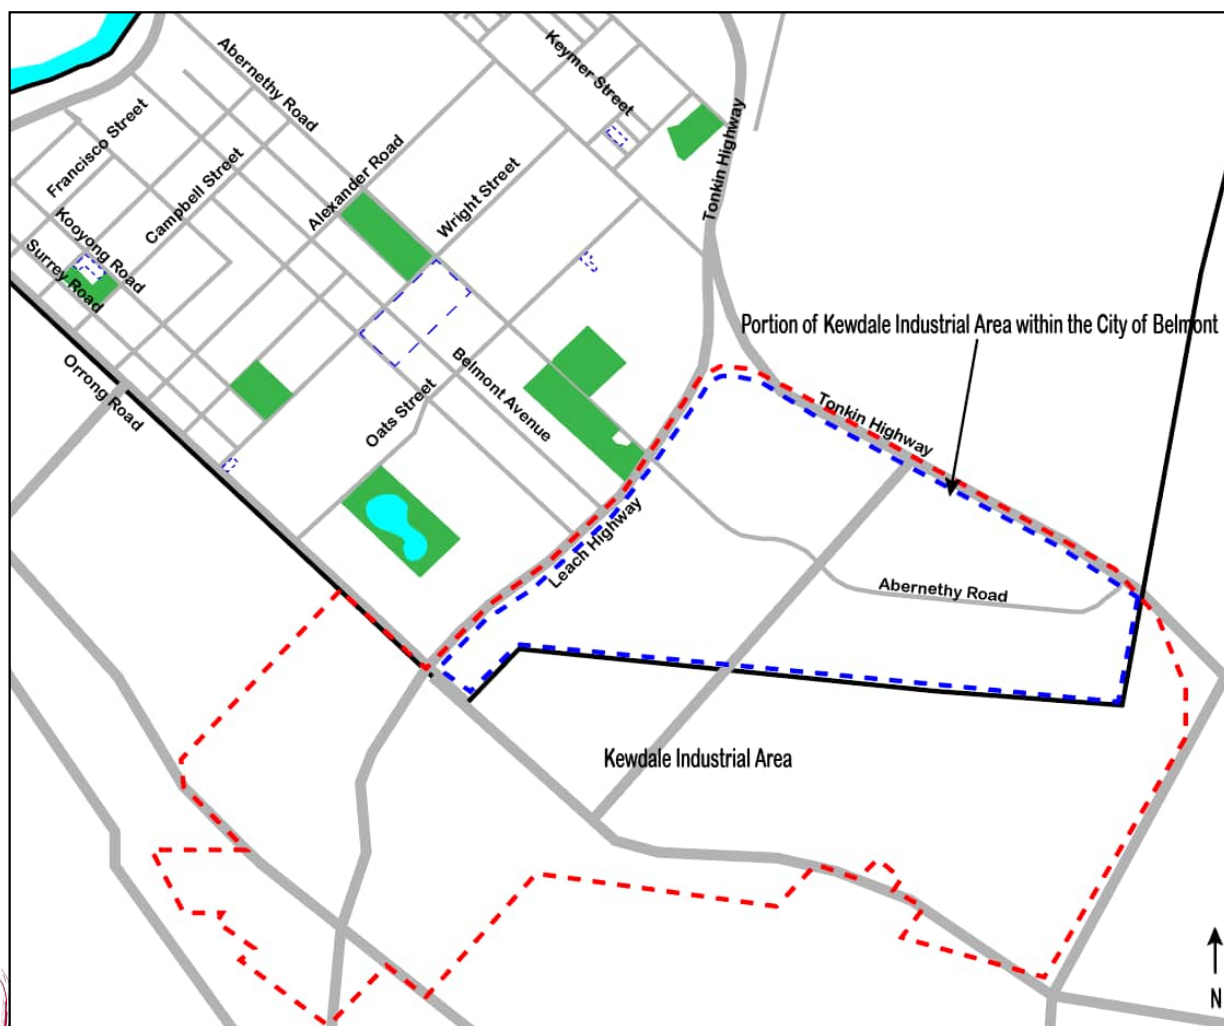 Keymer Street
Abernethy Road
Tonkin Highway
Francisco Street
Campbell Street
Alexander Road
Wright Street
Kooyong Road
Surrey Road
Portion of Kewdale Industrial Area within the City of Belmont
Orrong Road
Oats Street
Belmont Avenue
Tonkin Highway
Leach Highway
Abernethy Road
Kewdale Industrial Area
N